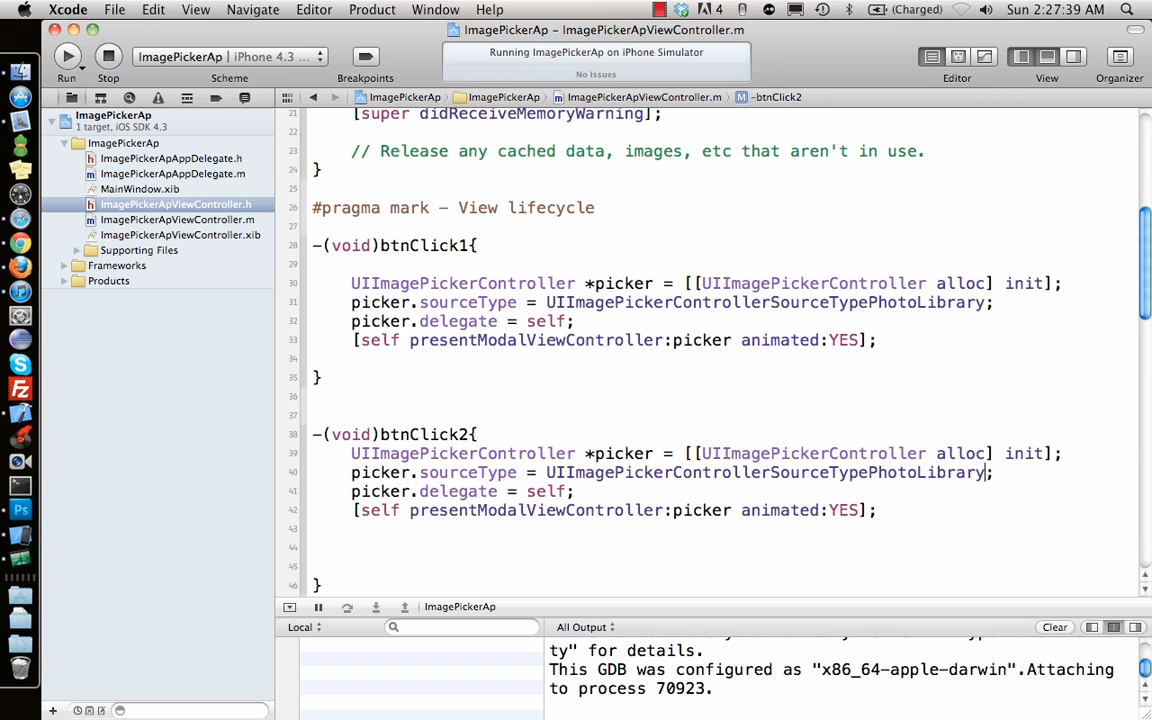 Xcode File Edit View Navigate Editor Product Window Help 4 (Charged) Sun 2:27:39 AM
ImagePickerAp – ImagePickerApViewController.m
ImagePickerAp iPhone 4.3 ...
Running ImagePickerAp on iPhone Simulator
No Issues
Run Stop Scheme Breakpoints Editor View Organizer
ImagePickerAp ImagePickerAp ImagePickerApViewController.m M -btnClick2
ImagePickerAp
1 target, iOS SDK 4.3
ImagePickerAp
h ImagePickerApAppDelegate.h
m ImagePickerApAppDelegate.m
MainWindow.xib
h ImagePickerApViewController.h
m ImagePickerApViewController.m
ImagePickerApViewController.xib
Supporting Files
Frameworks
Products
21 [super didReceiveMemoryWarning];
22
23 // Release any cached data, images, etc that aren't in use.
24 }
25
26 #pragma mark - View lifecycle
27
28 -(void)btnClick1{
29
30 UIImagePickerController *picker = [[UIImagePickerController alloc] init];
31 picker.sourceType = UIImagePickerControllerSourceTypePhotoLibrary;
32 picker.delegate = self;
33 [self presentModalViewController:picker animated:YES];
34
35 }
36
37
38 -(void)btnClick2{
39 UIImagePickerController *picker = [[UIImagePickerController alloc] init];
40 picker.sourceType = UIImagePickerControllerSourceTypePhotoLibrary;
41 picker.delegate = self;
42 [self presentModalViewController:picker animated:YES];
43
44
45
46 }
ImagePickerAp
Local All Output Clear
ty" for details.
This GDB was configured as "x86_64-apple-darwin".Attaching
to process 70923.